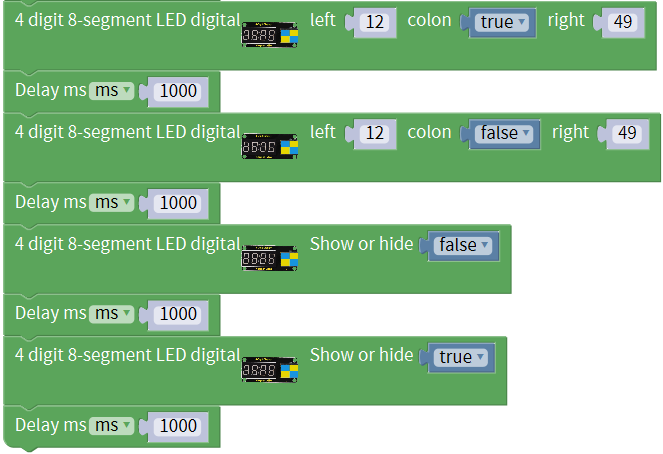 4 digit 8-segment LED digital left 12 colon true right 49
Delay ms ms 1000
4 digit 8-segment LED digital left 12 colon false right 49
Delay ms ms 1000
4 digit 8-segment LED digital Show or hide false
Delay ms ms 1000
4 digit 8-segment LED digital Show or hide true
Delay ms ms 1000